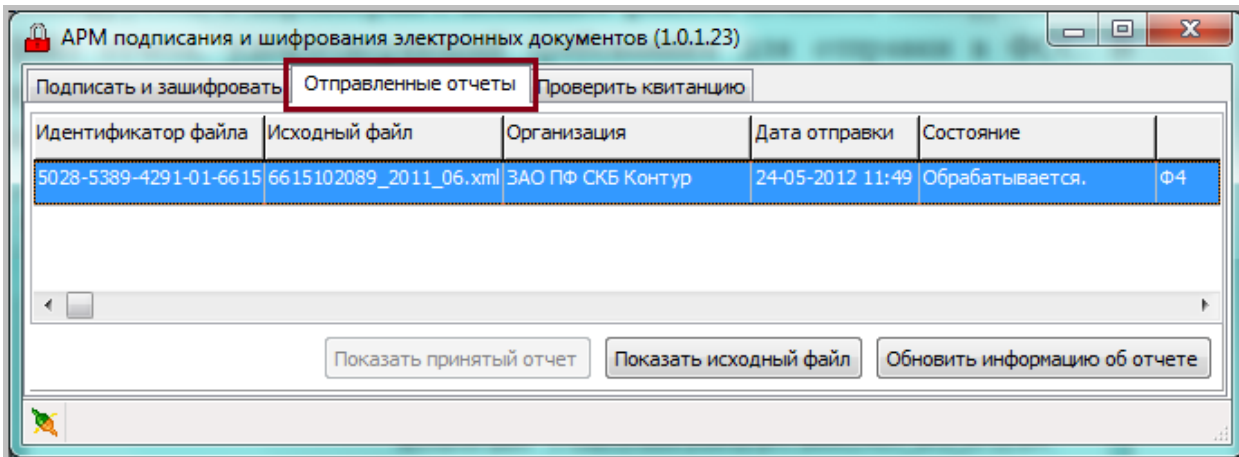 АРМ подписания и шифрования электронных документов (1.0.1.23)
Подписать и зашифровать Отправленные отчеты Проверить квитанцию
Идентификатор файла Исходный файл Организация Дата отправки Состояние
5028-5389-4291-01-6615 6615102089_2011_06.xml ЗАО ПФ СКБ Контур 24-05-2012 11:49 Обрабатывается. Ф4
Показать принятый отчет Показать исходный файл Обновить информацию об отчете